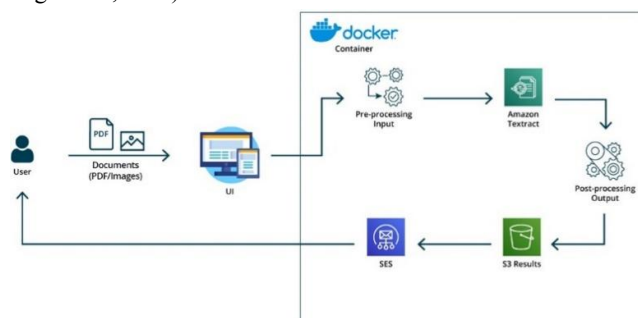 docker
Container
Pre-processing
Input
Amazon
Textract
PDF
User
Documents
(PDF/Images)
UI
Post-processing
Output
SES
S3 Results